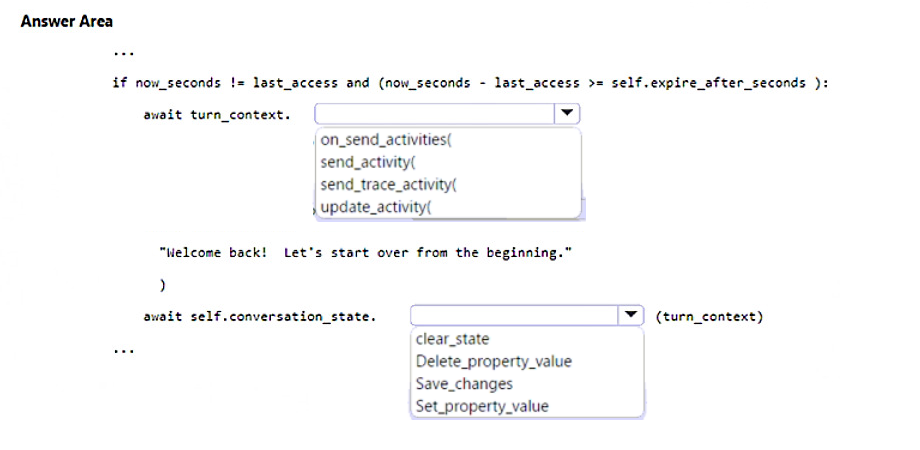 Answer Area
...
if now_seconds != last_access and (now_seconds - last_access >= self.expire_after_seconds ):
await turn_context.
on_send_activities(
send_activity(
send_trace_activity(
update_activity(
"Welcome back!  Let's start over from the beginning."
)
await self.conversation_state. (turn_context)
clear_state
Delete_property_value
Save_changes
Set_property_value
...